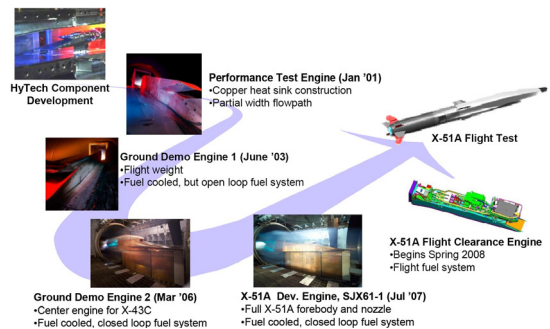 HyTech Component
Development
Performance Test Engine (Jan '01)
•Copper heat sink construction
•Partial width flowpath
X-51A Flight Test
Ground Demo Engine 1 (June '03)
•Flight weight
•Fuel cooled, but open loop fuel system
X-51A Flight Clearance Engine
•Begins Spring 2008
•Flight fuel system
Ground Demo Engine 2 (Mar '06)
•Center engine for X-43C
•Fuel cooled, closed loop fuel system
X-51A Dev. Engine, SJX61-1 (Jul '07)
•Full X-51A forebody and nozzle
•Fuel cooled, closed loop fuel system